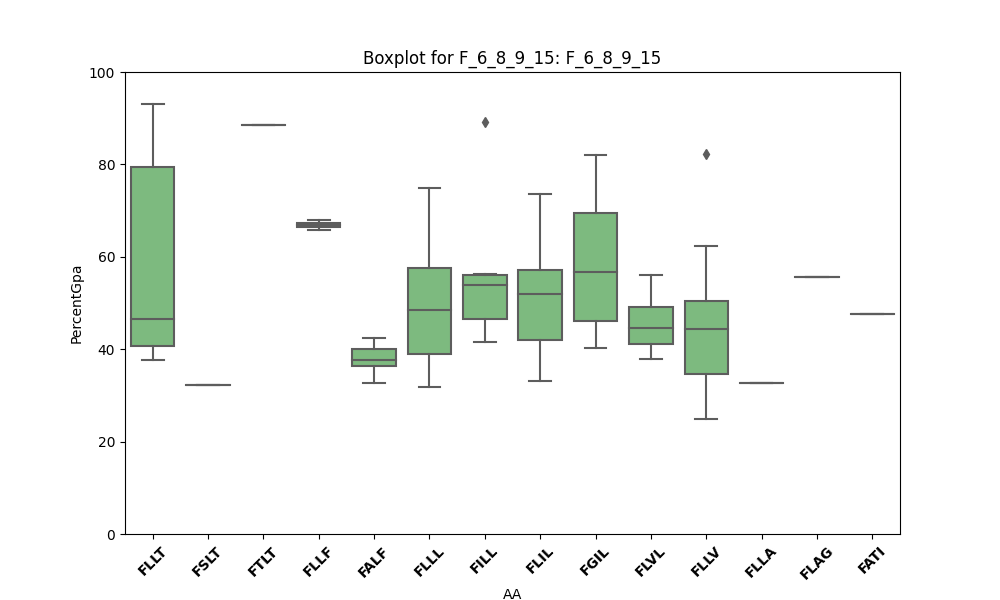 Boxplot for F_6_8_9_15: F_6_8_9_15
100
80
60
40
20
0
PercentGpa
FLLT FSLT FTLT FLLF FALF FLLL FILL FLIL FGIL FLVL FLLV FLLA FLAG FATI
AA